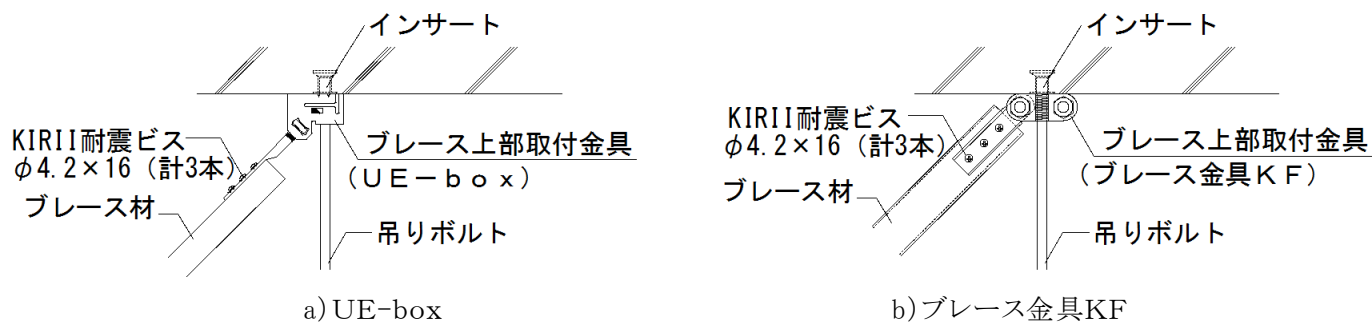 インサート
KIRII耐震ビス
φ4.2×16（計3本）
ブレース上部取付金具
（UE－box）
ブレース材
吊りボルト
a)UE-box
インサート
KIRII耐震ビス
φ4.2×16（計3本）
ブレース上部取付金具
（ブレース金具KF）
ブレース材
吊りボルト
b)ブレース金具KF